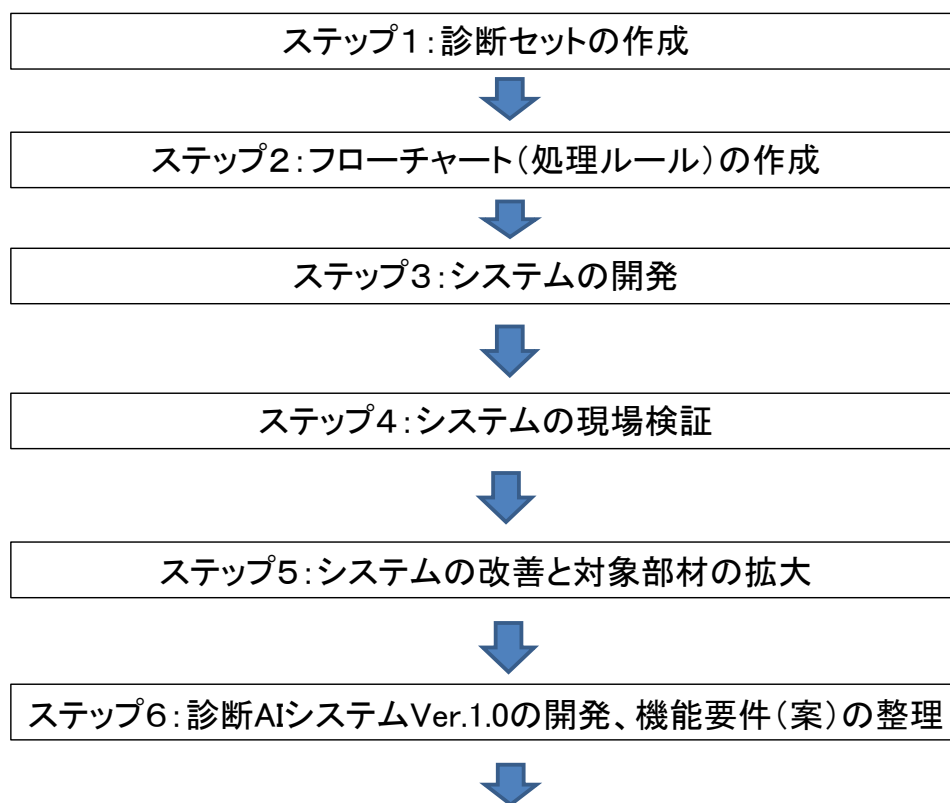 ステップ1：診断セットの作成
ステップ2：フローチャート（処理ルール）の作成
ステップ3：システムの開発
ステップ4：システムの現場検証
ステップ5：システムの改善と対象部材の拡大
ステップ6：診断AIシステムVer.1.0の開発、機能要件（案）の整理